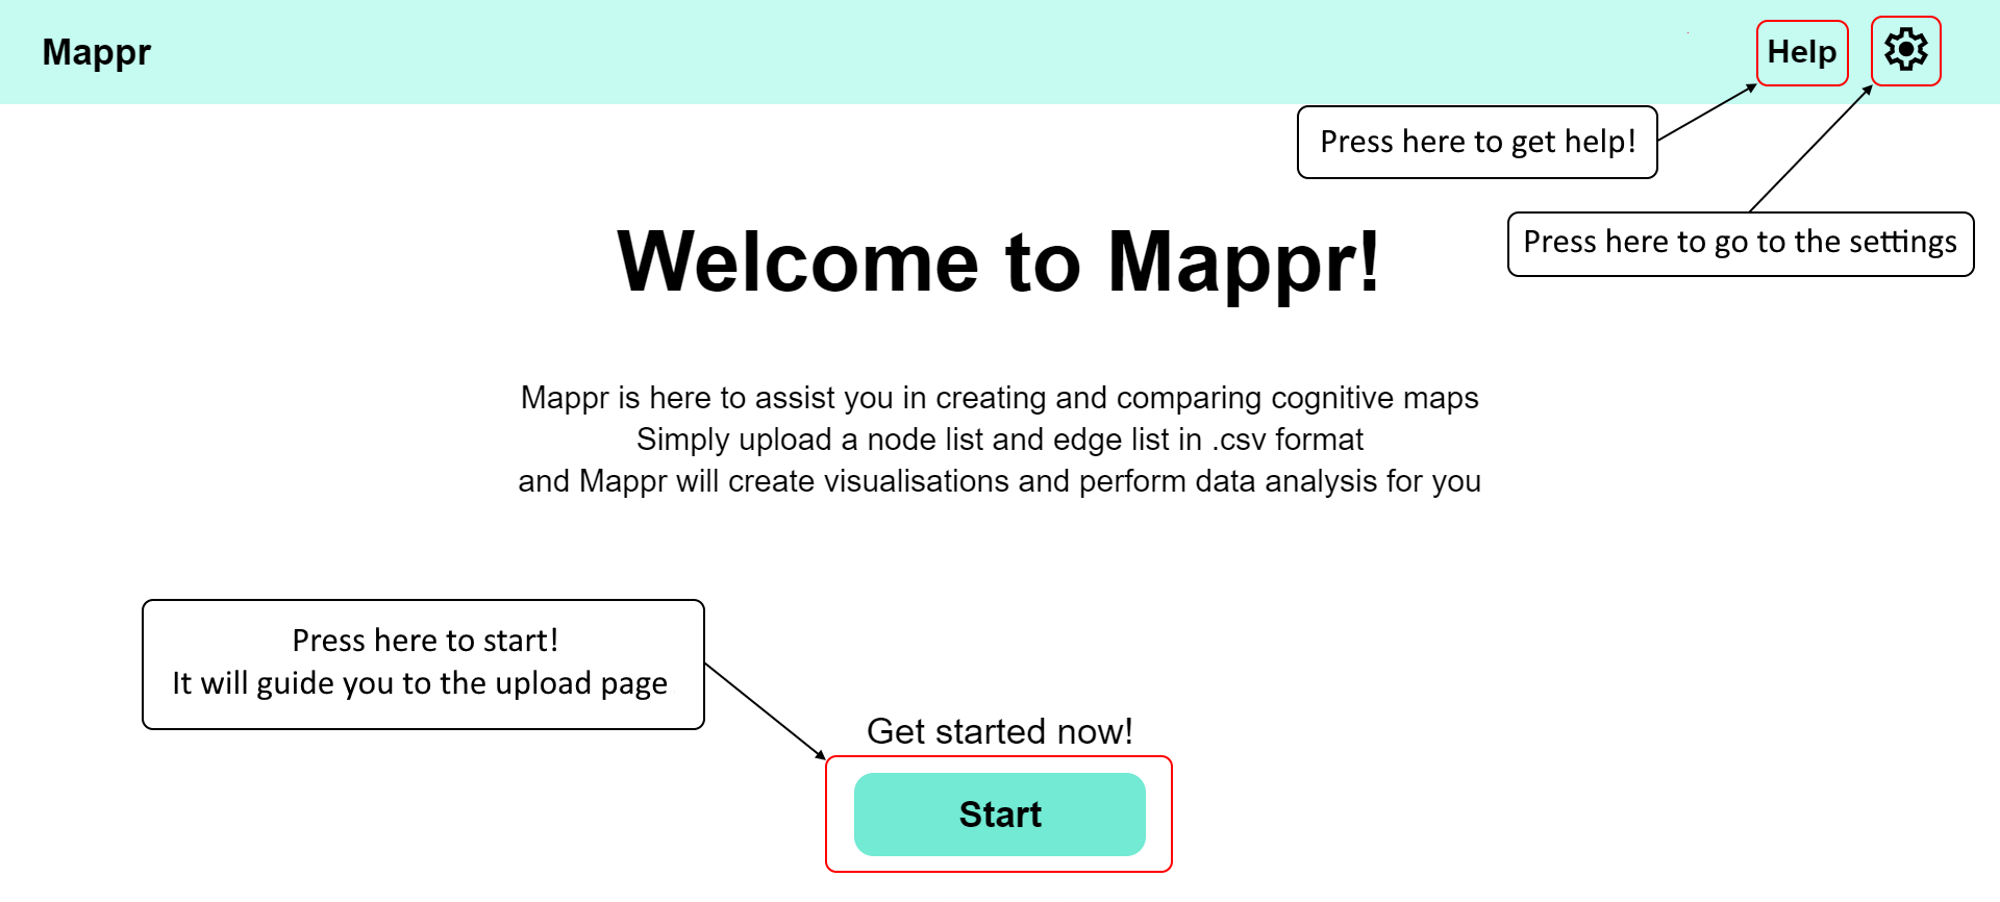 Mappr
Help
Press here to get help!
Press here to go to the settings
Welcome to Mappr!
Mappr is here to assist you in creating and comparing cognitive maps
Simply upload a node list and edge list in .csv format
and Mappr will create visualisations and perform data analysis for you
Press here to start!
It will guide you to the upload page
Get started now!
Start